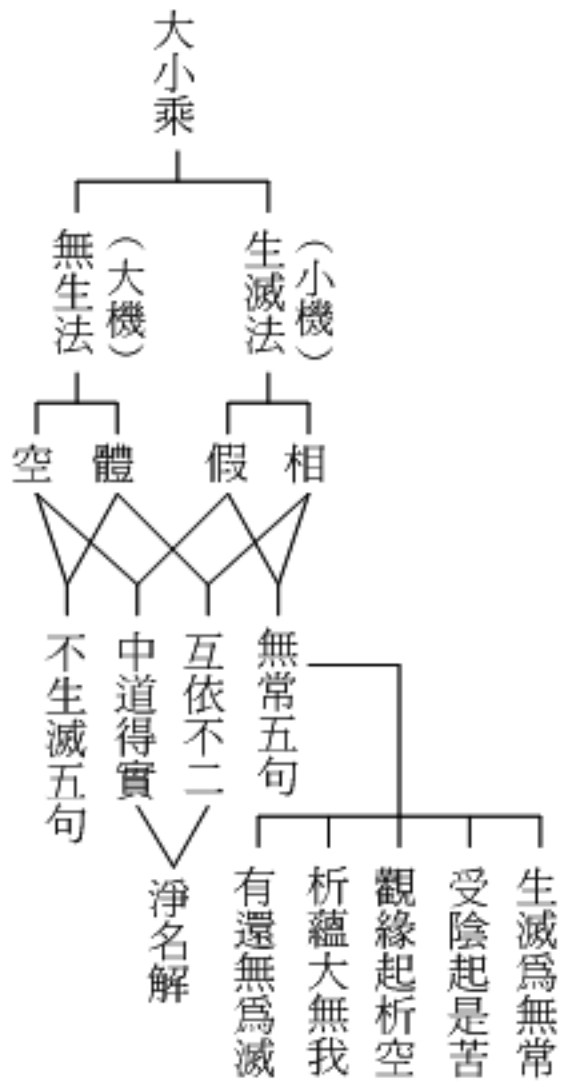 大小乘
（小機）
生滅法
（大機）
無生法
相
假
體
空
無常五句
互依不二
中道得實
不生滅五句
淨名解
生滅爲無常
受陰起是苦
觀緣起析空
析蘊大無我
有還無爲滅